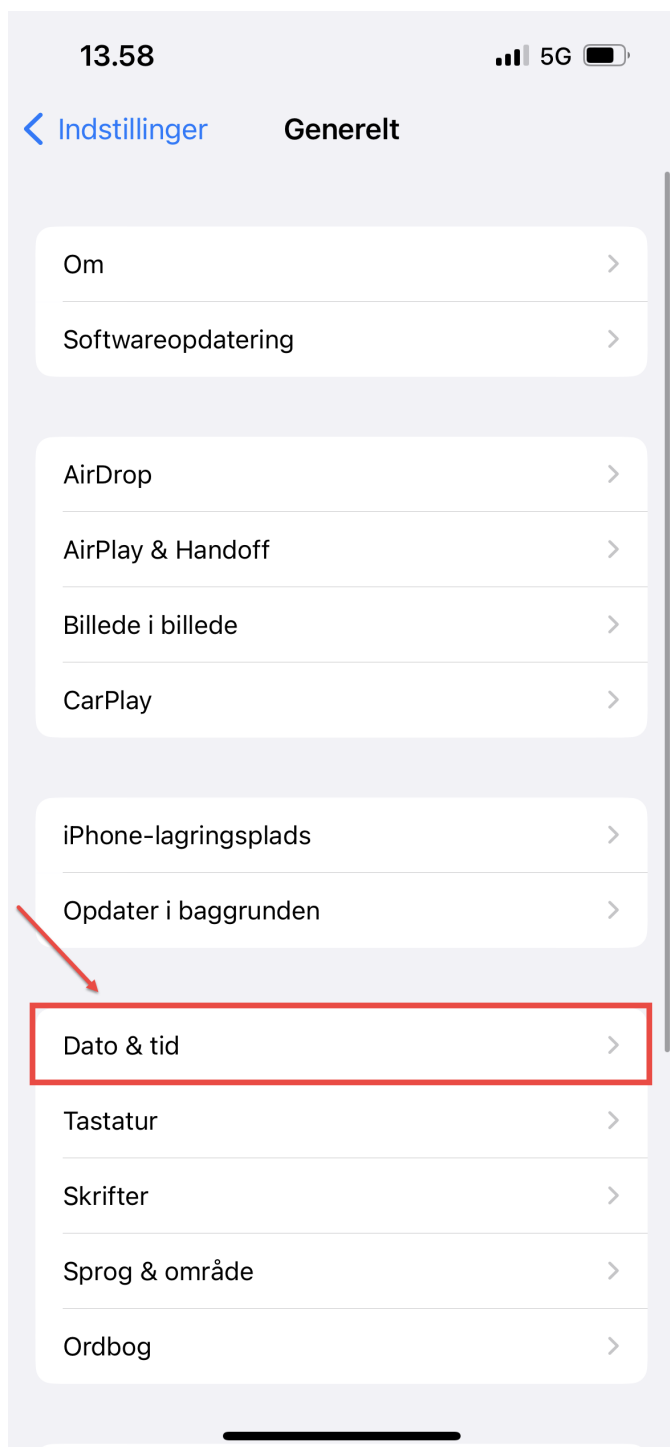 13.58 5G
Indstillinger Generelt
Om
Softwareopdatering
AirDrop
AirPlay & Handoff
Billede i billede
CarPlay
iPhone-lagringsplads
Opdater i baggrunden
Dato & tid
Tastatur
Skrifter
Sprog & område
Ordbog